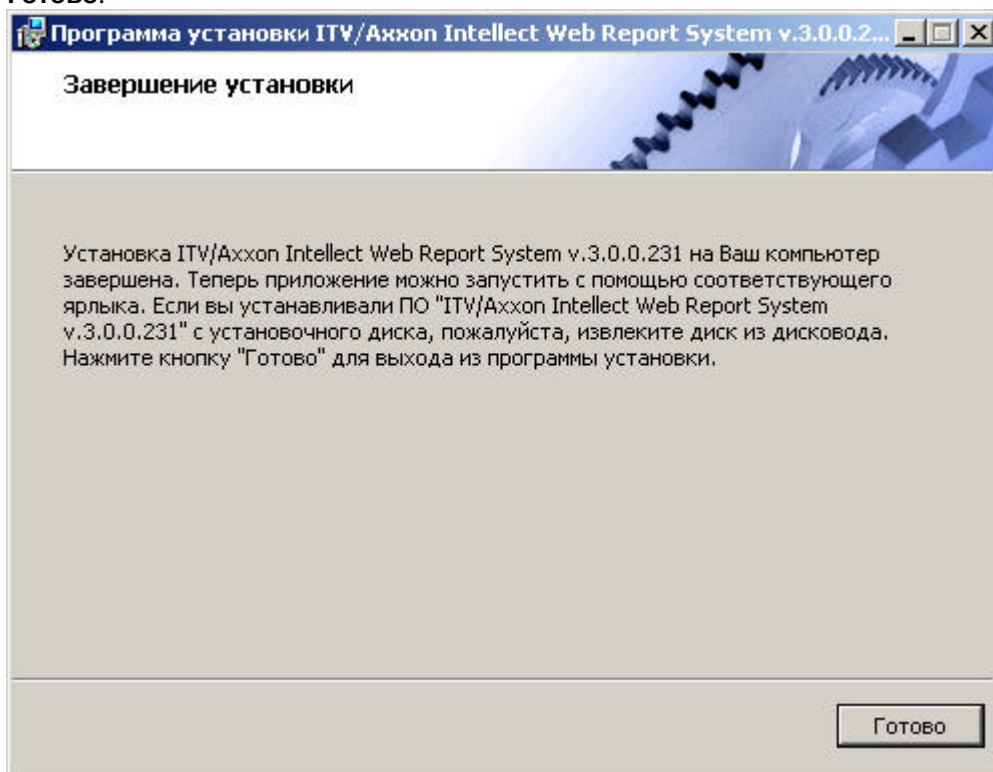 Готово.
Программа установки ITV/Axxon Intellect Web Report System v.3.0.0.2...
Завершение установки
Установка ITV/Axxon Intellect Web Report System v.3.0.0.231 на Ваш компьютер
завершена. Теперь приложение можно запустить с помощью соответствующего
ярлыка. Если вы устанавливали ПО "ITV/Axxon Intellect Web Report System
v.3.0.0.231" с установочного диска, пожалуйста, извлеките диск из дисковода.
Нажмите кнопку "Готово" для выхода из программы установки.
Готово